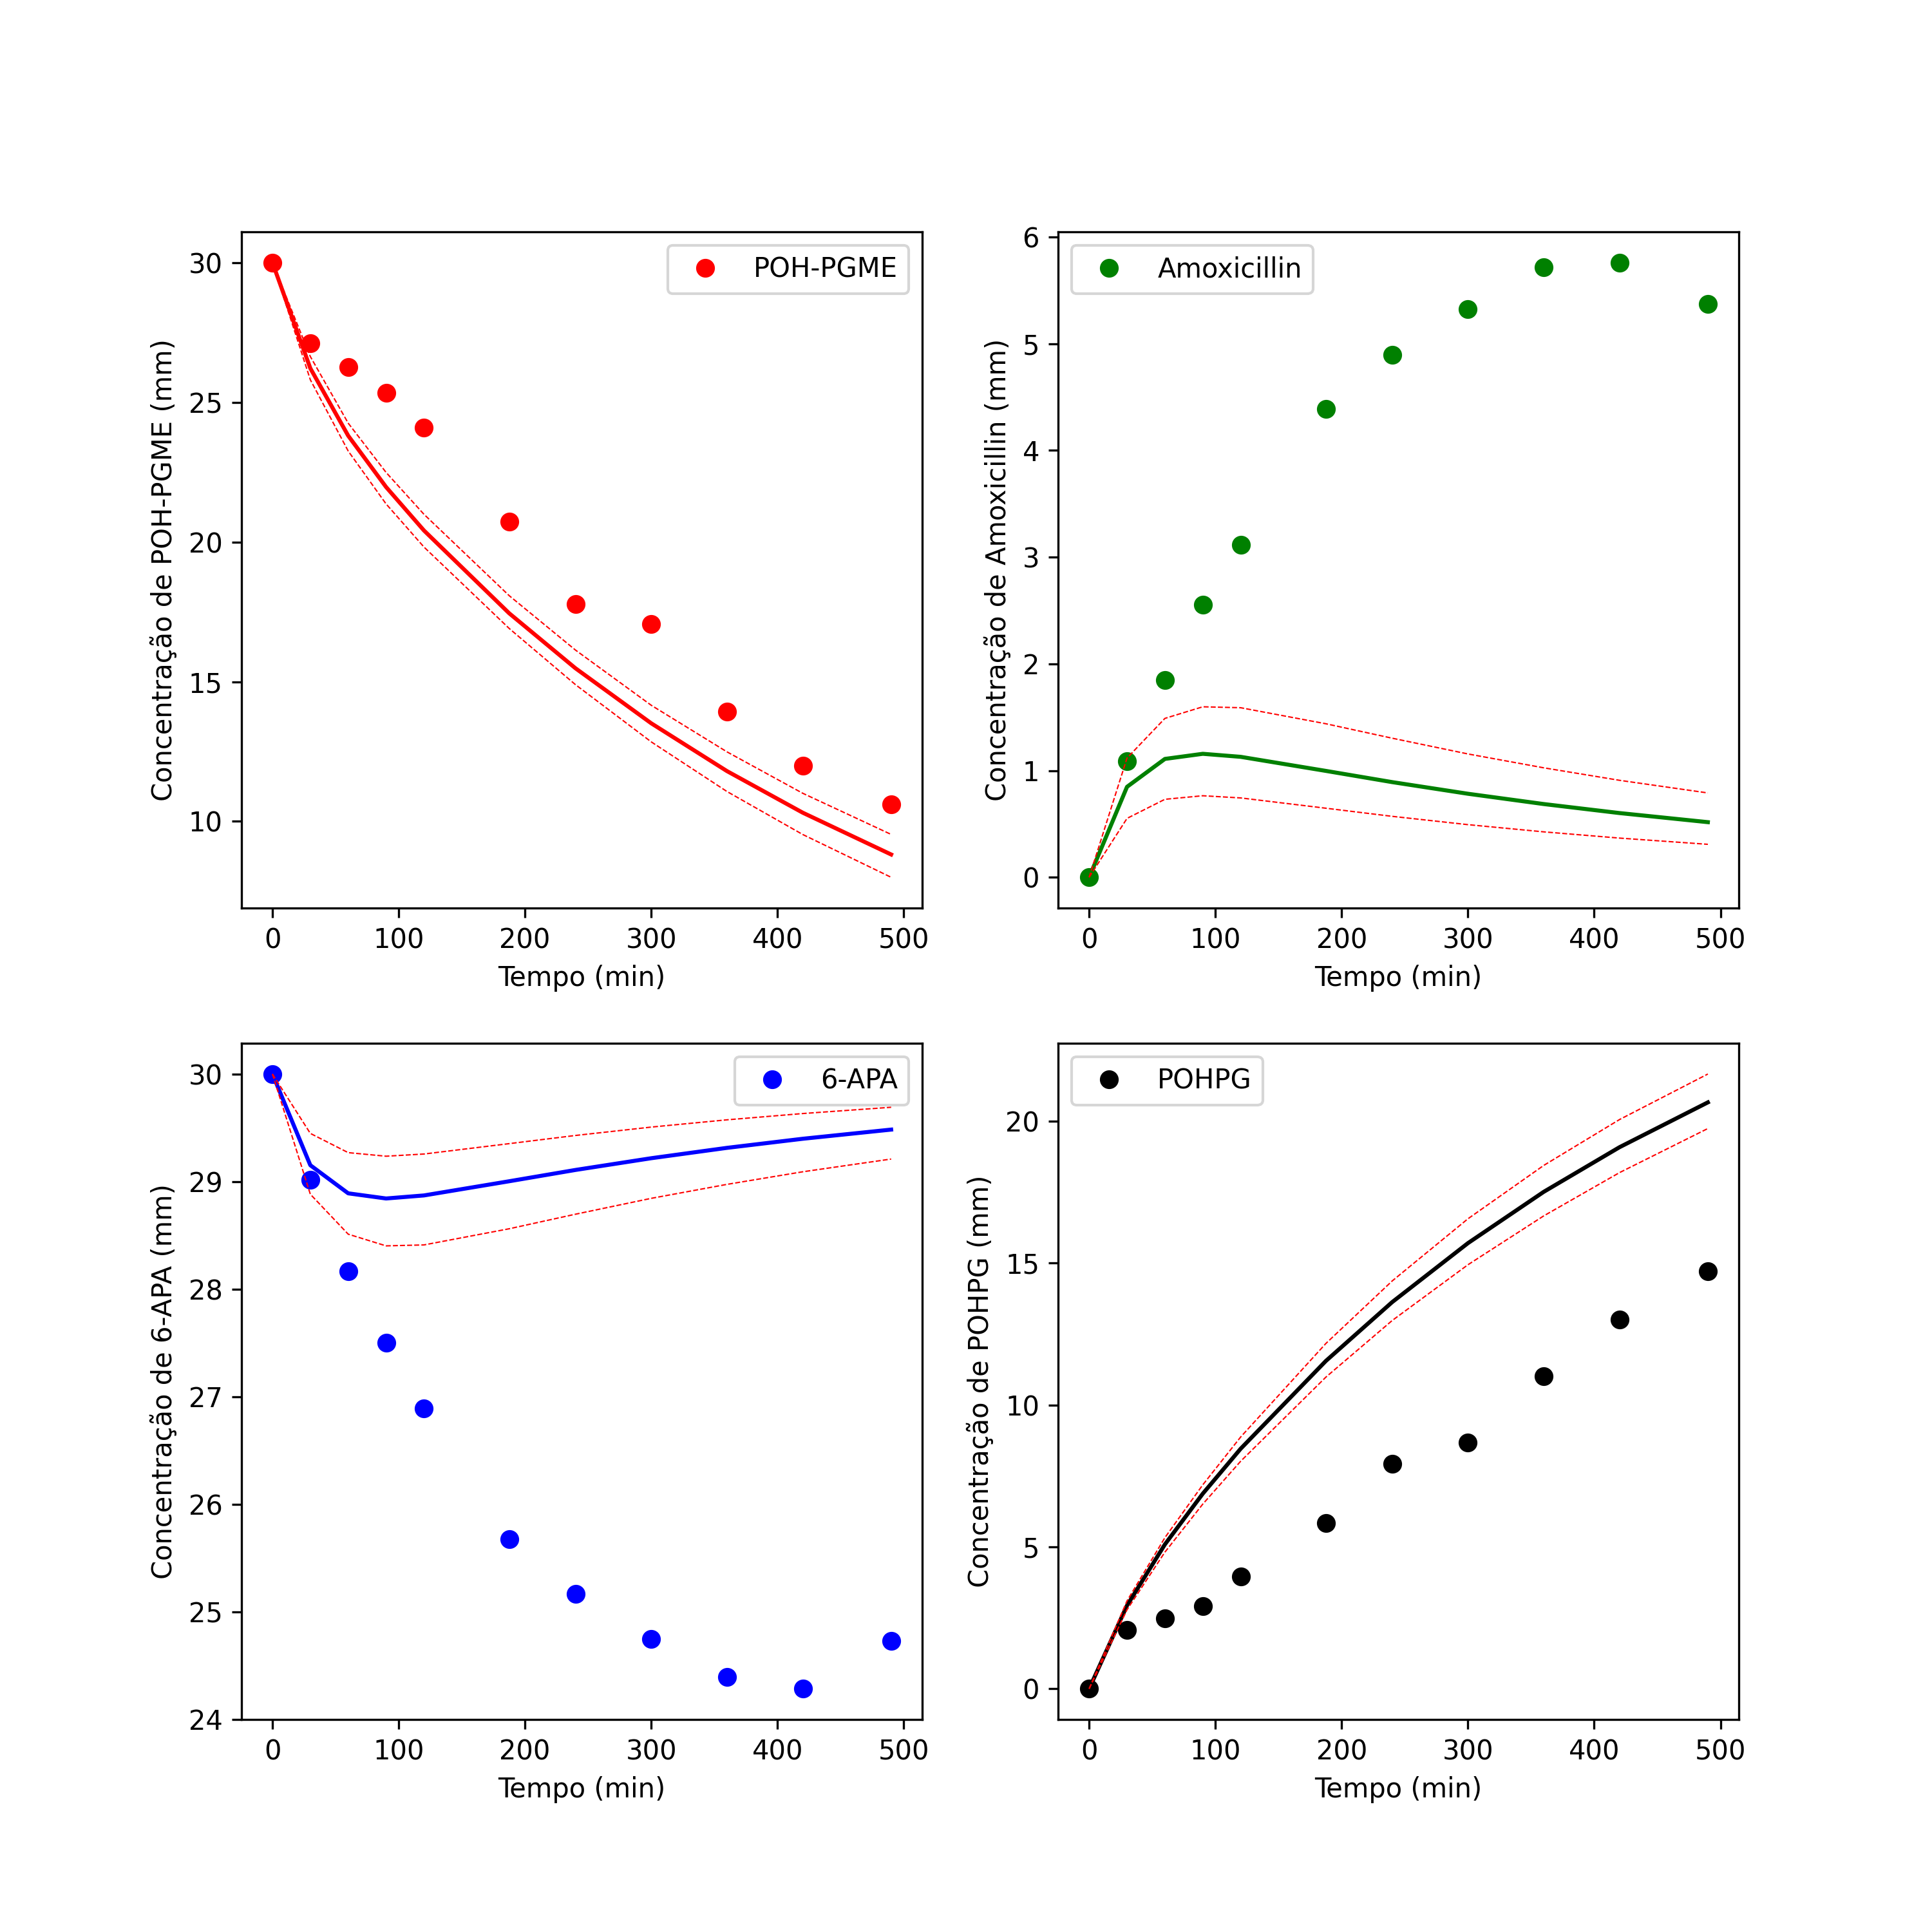 POH-PGME
Concentração de POH-PGME (mm)
30
25
20
15
10
0 100 200 300 400 500
Tempo (min)
Amoxicillin
Concentração de Amoxicillin (mm)
6
5
4
3
2
1
0
0 100 200 300 400 500
Tempo (min)
6-APA
Concentração de 6-APA (mm)
30
29
28
27
26
25
24
0 100 200 300 400 500
Tempo (min)
POHPG
Concentração de POHPG (mm)
20
15
10
5
0
0 100 200 300 400 500
Tempo (min)